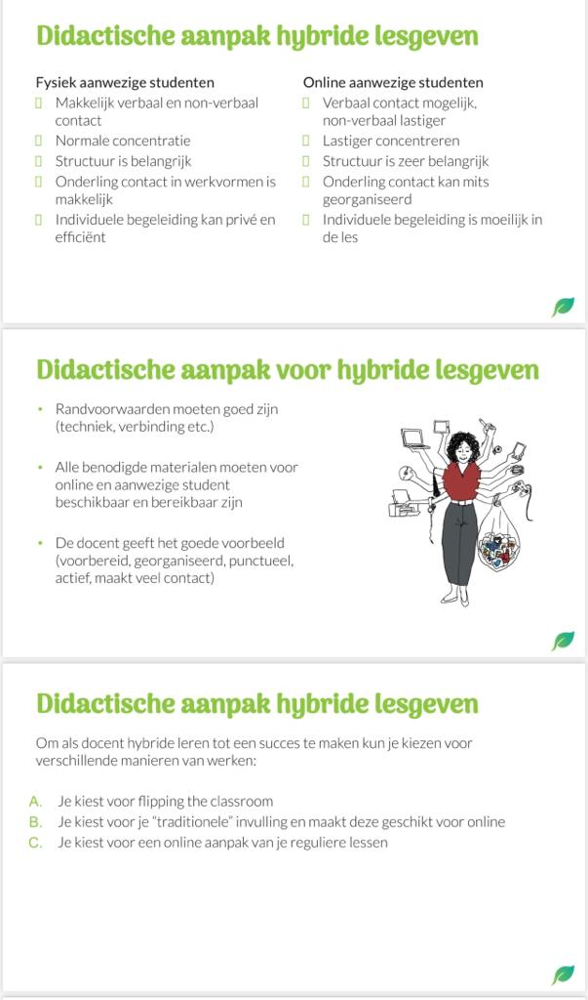 Didactische aanpak hybride lesgeven
Fysiek aanwezige studenten
Makkelijk verbaal en non-verbaal
contact
Normale concentratie
Structuur is belangrijk
Onderling contact in werkvormen is
makkelijk
Individuele begeleiding kan privé en
efficiënt
Online aanwezige studenten
Verbaal contact mogelijk,
non-verbaal lastiger
Lastiger concentreren
Structuur is zeer belangrijk
Onderling contact kan mits
georganiseerd
Individuele begeleiding is moeilijk in
de les
Didactische aanpak voor hybride lesgeven
• Randvoorwaarden moeten goed zijn
(techniek, verbinding etc.)
• Alle benodigde materialen moeten voor
online en aanwezige student
beschikbaar en bereikbaar zijn
• De docent geeft het goede voorbeeld
(voorbereid, georganiseerd, punctueel,
actief, maakt veel contact)
Didactische aanpak hybride lesgeven
Om als docent hybride leren tot een succes te maken kun je kiezen voor
verschillende manieren van werken:
A. Je kiest voor flipping the classroom
B. Je kiest voor je “traditionele” invulling en maakt deze geschikt voor online
C. Je kiest voor een online aanpak van je reguliere lessen